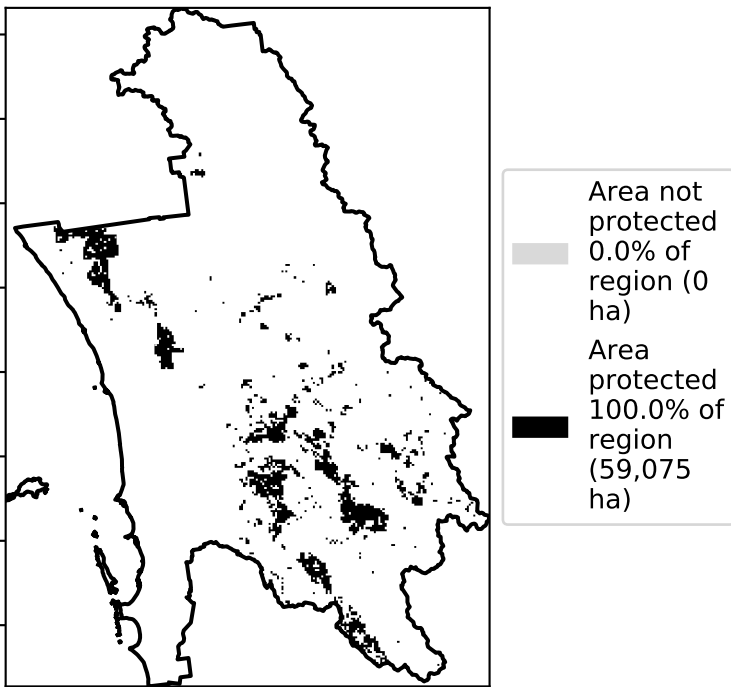 Area not
protected
0.0% of
region (0
ha)
Area
protected
100.0% of
region
(59,075
ha)